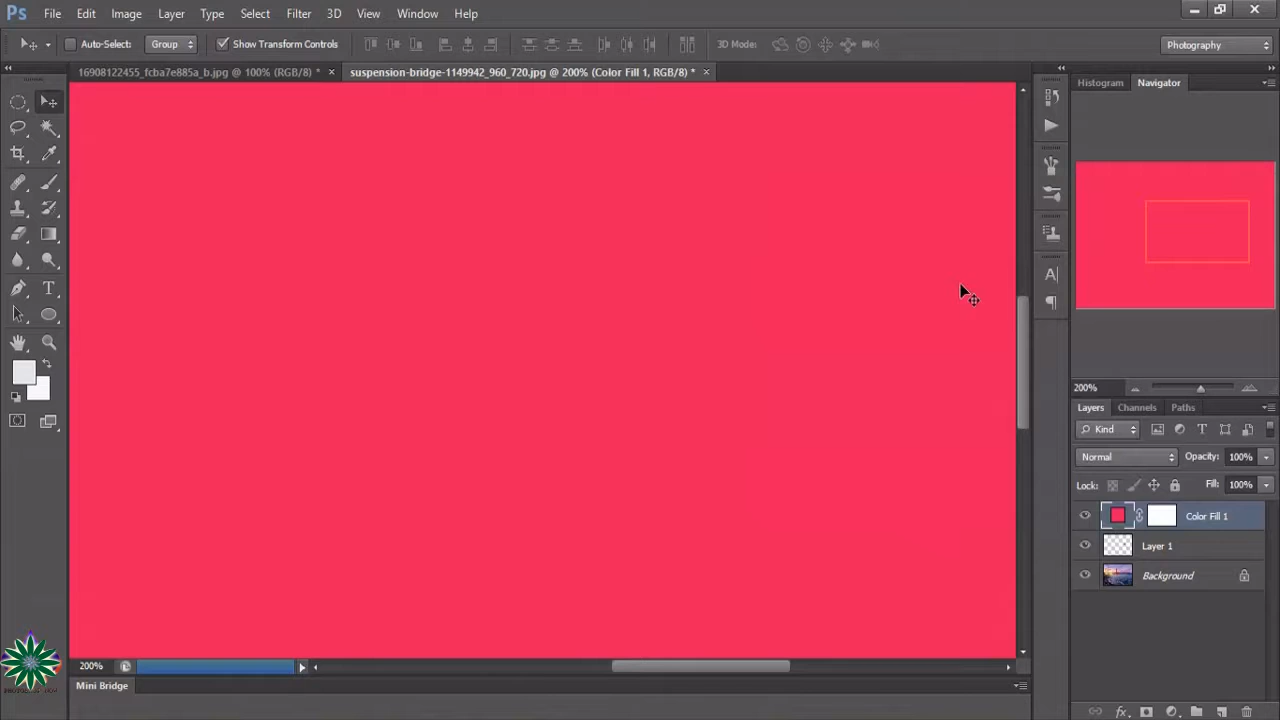 Ps File Edit Image Layer Type Select Filter 3D View Window Help
Auto-Select: Group Show Transform Controls 3D Mode: Photography
16908122455_fcba7e885a_b.jpg @ 100% (RGB/8) * × suspension-bridge-1149942_960_720.jpg @ 200% (Color Fill 1, RGB/8) * ×
Histogram Navigator
200%
Layers Channels Paths
Kind
Normal Opacity: 100%
Lock: Fill: 100%
Color Fill 1
Layer 1
Background
200%
Mini Bridge